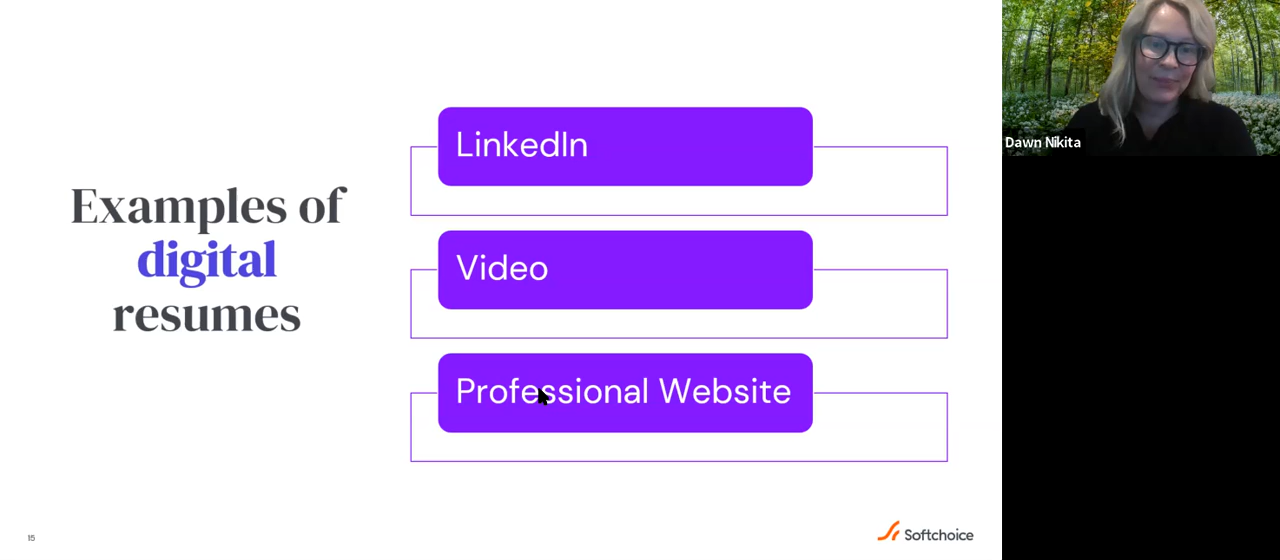 Examples of
digital
resumes
LinkedIn
Video
Professional Website
15
Softchoice
Dawn Nikita